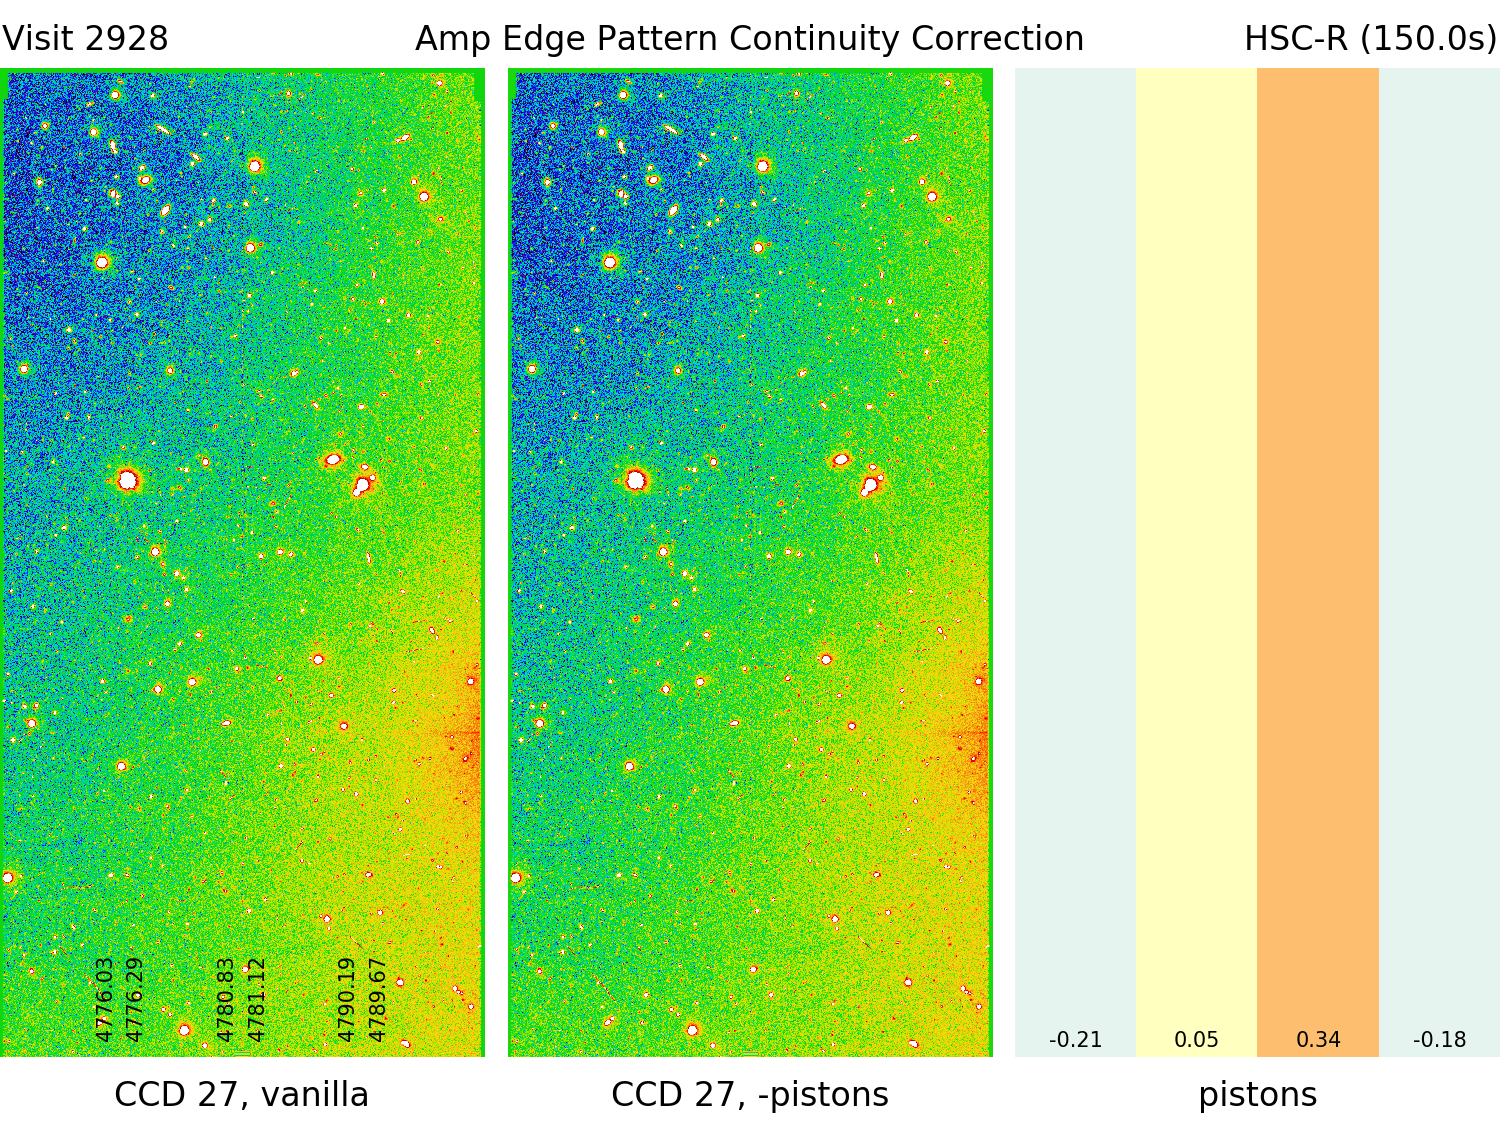 Visit 2928
Amp Edge Pattern Continuity Correction
HSC-R (150.0s)
4776.03
4776.29
4780.83
4781.12
4790.19
4789.67
-0.21
0.05
0.34
-0.18
CCD 27, vanilla
CCD 27, -pistons
pistons